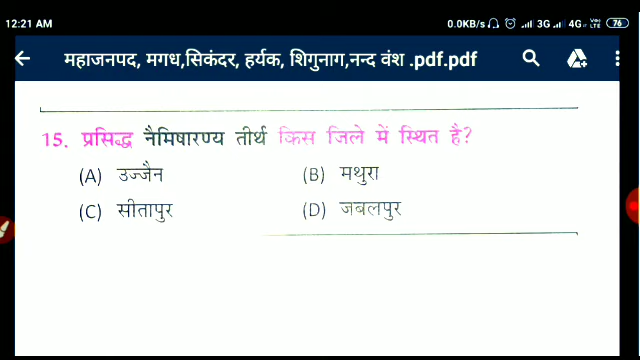 12:21 AM 0.0KB/s 3G 4G VoLTE 76
महाजनपद, मगध,सिकंदर, हर्यक, शिगुनाग,नन्द वंश .pdf.pdf
15. प्रसिद्ध नैमिषारण्य तीर्थ किस जिले में स्थित है?
(A) उज्जैन (B) मथुरा
(C) सीतापुर (D) जबलपुर